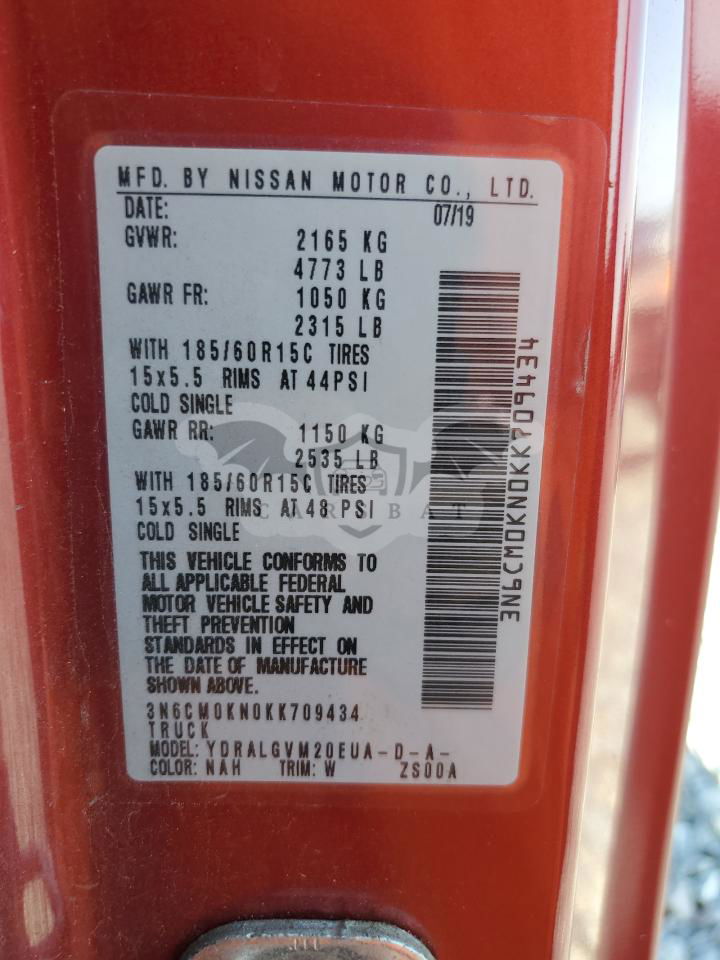 MFD. BY NISSAN MOTOR CO., LTD.
DATE: 07/19
GVWR: 2165 KG
4773 LB
GAWR FR: 1050 KG
2315 LB
WITH 185/60R15C TIRES
15x5.5 RIMS AT 44PSI
COLD SINGLE
GAWR RR: 1150 KG
2535 LB
WITH 185/60R15C TIRES
15x5.5 RIMS AT 48 PSI
COLD SINGLE
THIS VEHICLE CONFORMS TO
ALL APPLICABLE FEDERAL
MOTOR VEHICLE SAFETY AND
THEFT PREVENTION
STANDARDS IN EFFECT ON
THE DATE OF MANUFACTURE
SHOWN ABOVE.
3N6CM0KN0KK709434
TRUCK
MODEL: YDRALGVM20EUA-D-A-
COLOR: NAH TRIM: W ZS00A
3N6CM0KN0KK709434
CARSBAT